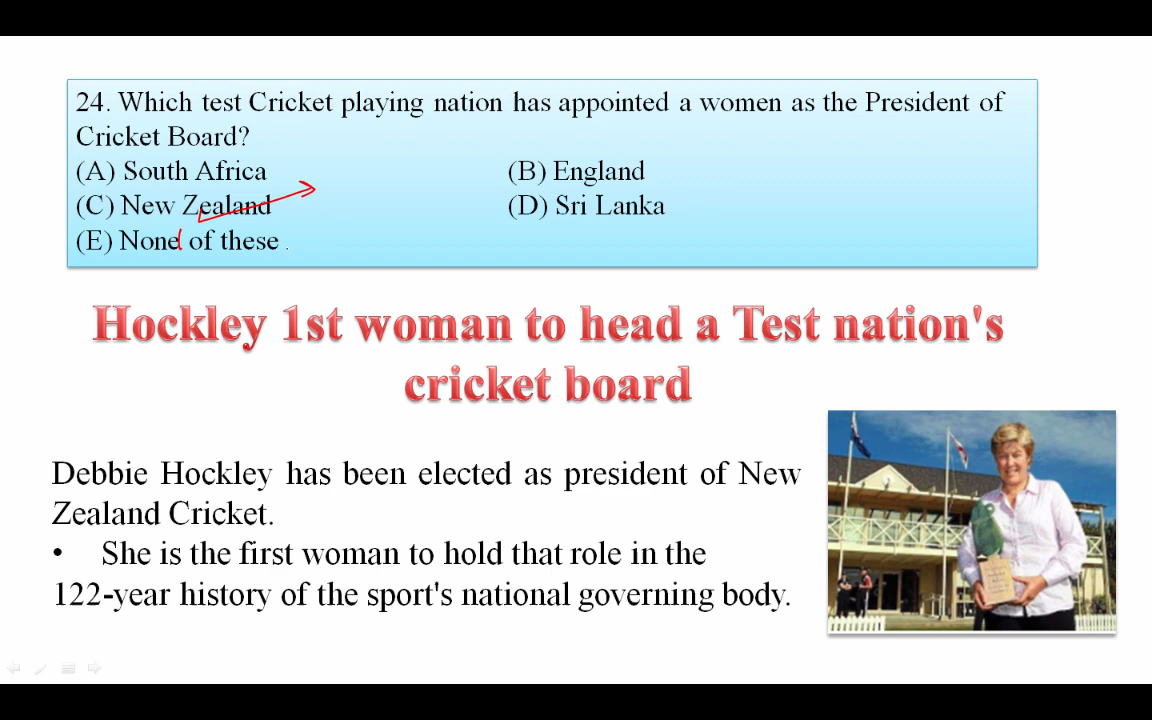 24. Which test Cricket playing nation has appointed a women as the President of
Cricket Board?
(A) South Africa (B) England
(C) New Zealand (D) Sri Lanka
(E) None of these .
Hockley 1st woman to head a Test nation's
cricket board
Debbie Hockley has been elected as president of New
Zealand Cricket.
• She is the first woman to hold that role in the
122-year history of the sport's national governing body.